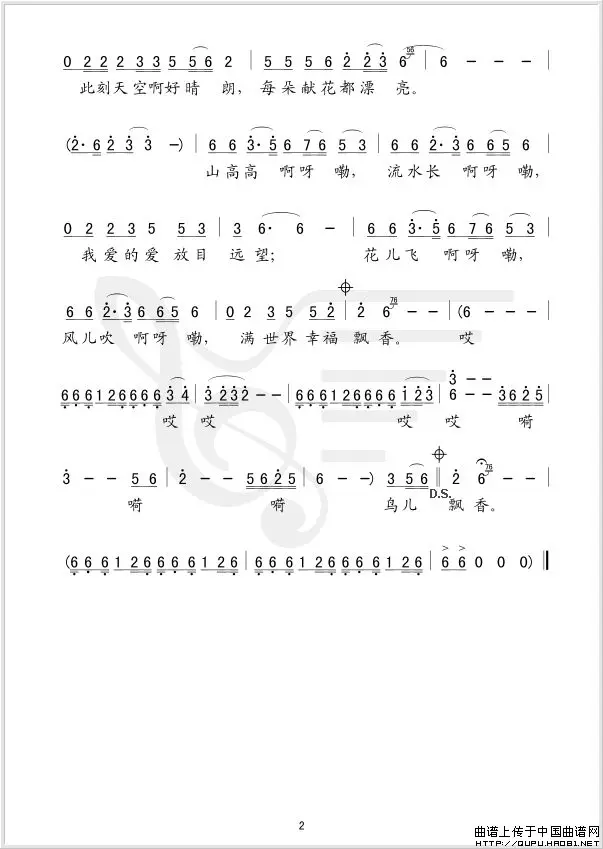 0 2 2 2 2 3 3 5 5 5 6 2 | 5 5 5 6 2 2 3 6 56 | 6 - - - |
此刻天空啊好晴 朗， 每朵献花都漂 亮。
(2· 6 2 3 3 -) | 6 6 3· 5 6 7 6 5 3 | 6 6 2· 3 6 6 5 6 |
山高高 啊呀嘞， 流水长 啊呀 嘞，
0 2 2 2 3 5 5 3 | 3 6· 6 - | 6 6 3· 5 6 7 6 5 3 |
我爱的爱 放目 远望； 花儿飞 啊呀嘞，
6 6 2· 3 6 6 5 6 | 0 2 3 5 5 2 | 2 6 76 - - | (6 - - - |
风儿吹 啊呀 嘞， 满世界幸福飘香。 哎
6 6 6 1 2 6 6 6 6 3 4 | 3 2 3 2 - - | 6 6 6 1 2 6 6 6 6 1 2 3 | 3 6 - - 3 6 2 5 |
哎 哎 哎 哎 嗬
3 - - 5 6 | 2 - - 5 6 2 5 | 6 - -) 3 5 6 || 2 6 76 - - |
D.S.
嗬 嗬 鸟儿 飘香。
(6 6 6 1 2 6 6 6 6 1 2 6 | 6 6 6 1 2 6 6 6 6 1 2 6 | 6 6 0 0 0) ||
2
曲谱上传于中国曲谱网
HTTP://QUPU.HAO81.NET